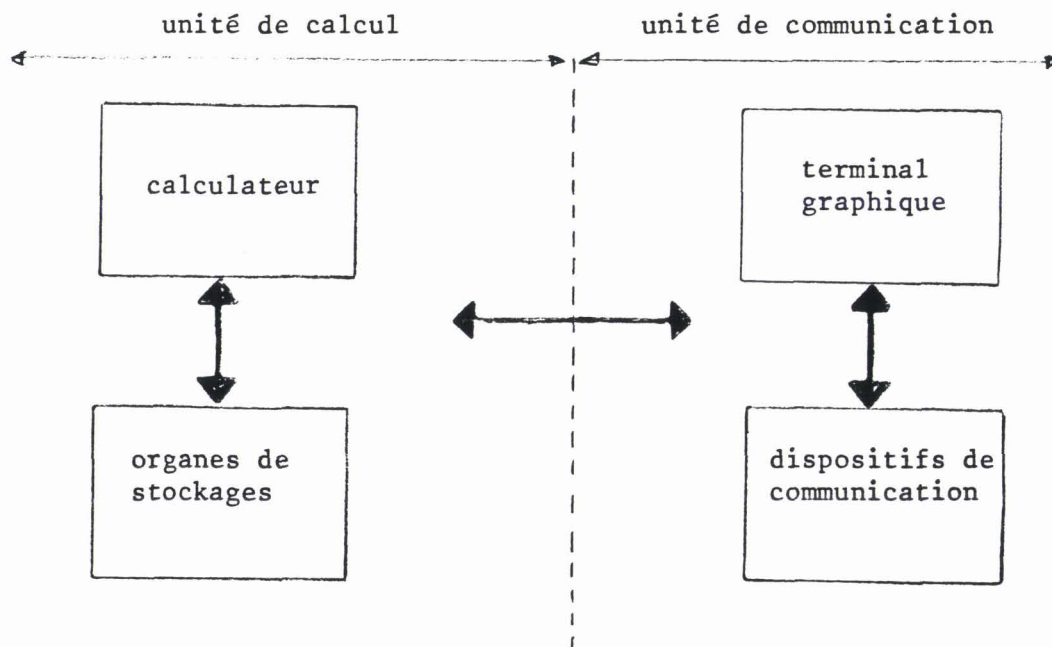 unité de calcul
unité de communication
calculateur
terminal
graphique
organes de
stockages
dispositifs de
communication